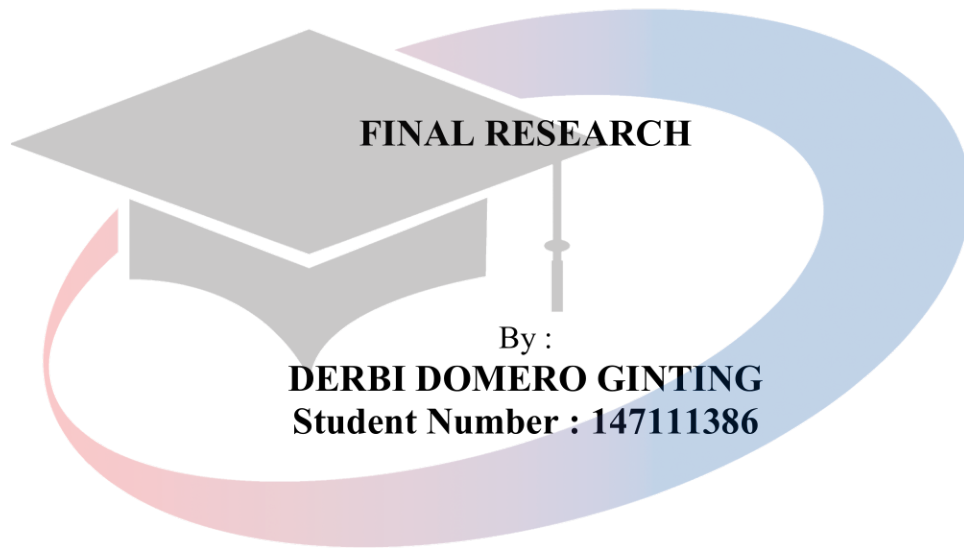 FINAL RESEARCH
By :
DERBI DOMERO GINTING
Student Number : 147111386